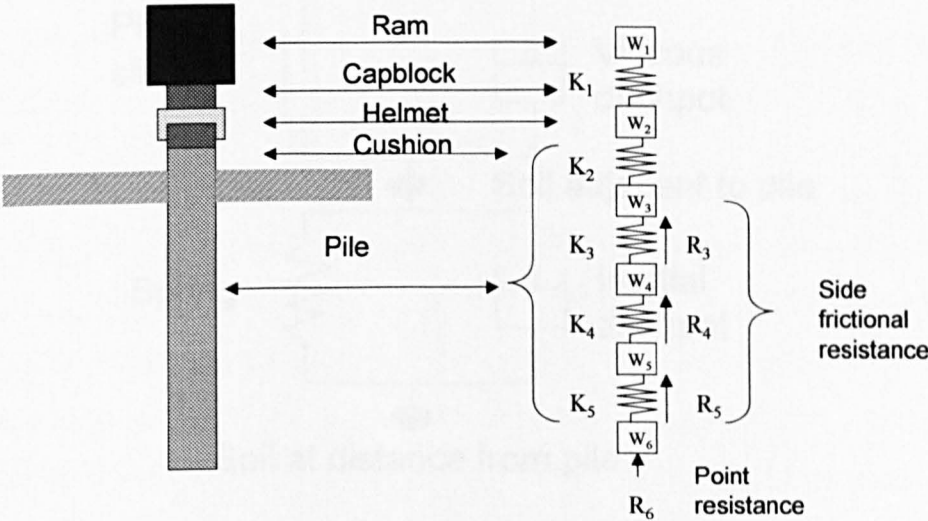 Ram
Capblock
Helmet
Cushion
Pile
W₁
K₁
W₂
K₂
W₃
K₃
R₃
W₄
K₄
R₄
W₅
K₅
R₅
W₆
R₆
Side
frictional
resistance
Point
resistance